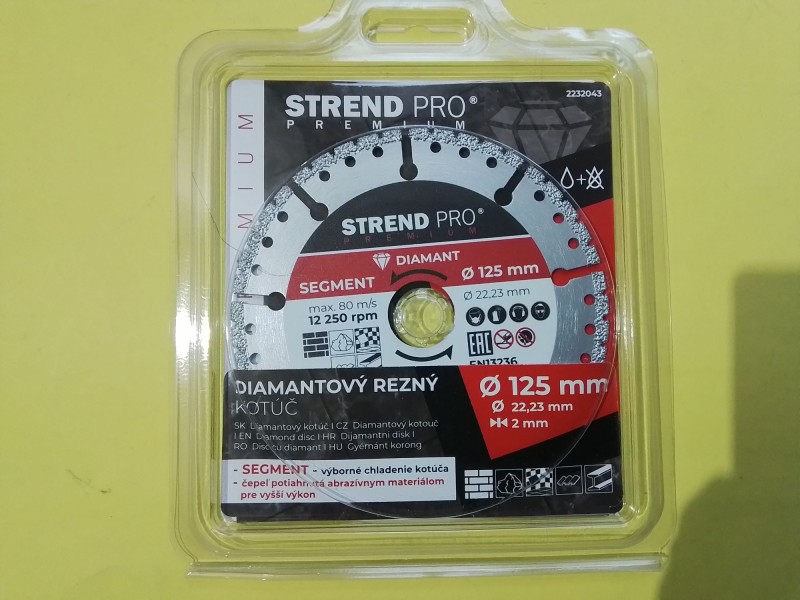 2232043
STREND PRO®
PREMIUM
MIUM
STREND PRO®
PREMIUM
DIAMANT
SEGMENT Ø 125 mm
max. 80 m/s Ø 22,23 mm
12 250 rpm
EAC
EN13236
DIAMANTOVÝ REZNÝ
KOTÚČ
SK Diamantový kotúč I CZ Diamantový kotouč
I EN Diamond disc I HR Dijamantni disk I
RO Disc cu diamant I HU Gyémánt korong
Ø 125 mm
Ø 22,23 mm
2 mm
- SEGMENT - výborné chladenie kotúča
- čepeľ potiahnutá abrazívnym materiálom
pre vyšší výkon